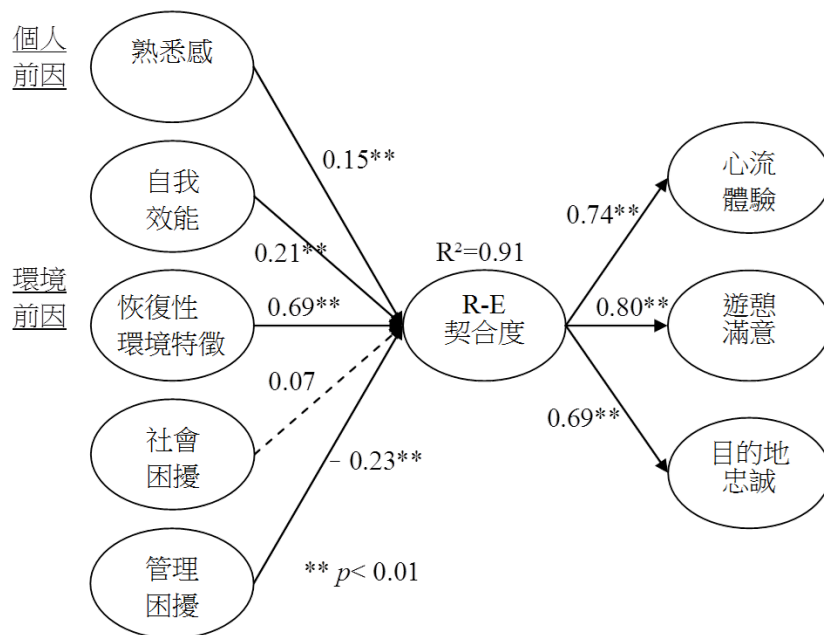 個人
前因
熟悉感
0.15**
自我
效能
0.21**
環境
前因
恢復性
環境特徵
0.69**
0.07
社會
困擾
– 0.23**
管理
困擾
** p< 0.01
R²=0.91
R-E
契合度
0.74**
心流
體驗
0.80**
遊憩
滿意
0.69**
目的地
忠誠